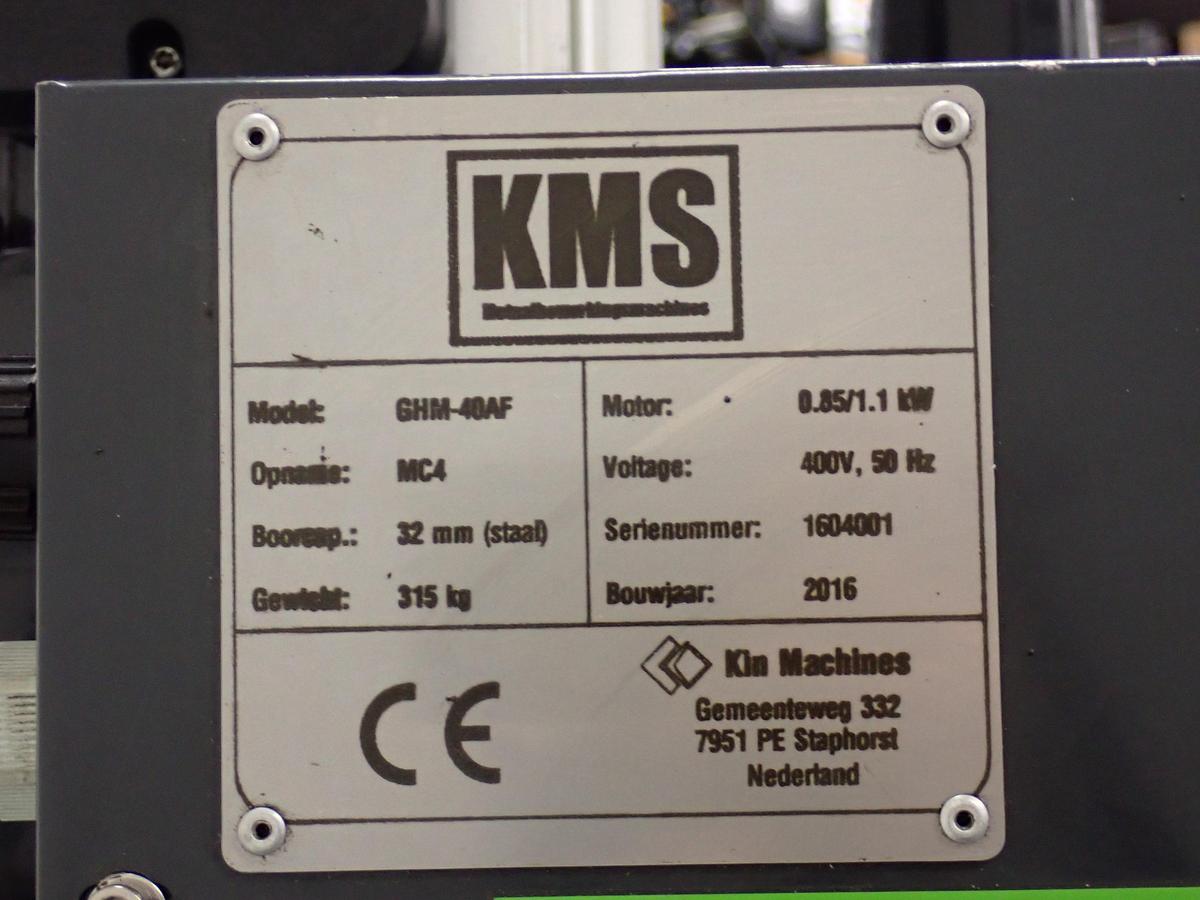 KMS
Metaalbewerkingsmachines
Model: GHM-40AF
Opname: MC4
Boorcap.: 32 mm (staal)
Gewicht: 315 kg
Motor: 0.85/1.1 kW
Voltage: 400V, 50 Hz
Serienummer: 1604001
Bouwjaar: 2016
CE
Kin Machines
Gemeenteweg 332
7951 PE Staphorst
Nederland